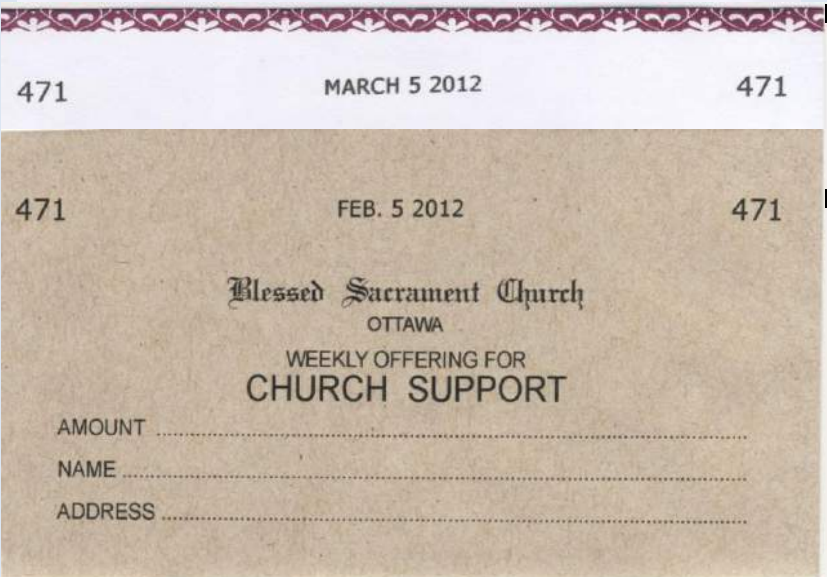 471 MARCH 5 2012 471
471 FEB. 5 2012 471
Blessed Sacrament Church
OTTAWA
WEEKLY OFFERING FOR
CHURCH SUPPORT
AMOUNT
NAME
ADDRESS